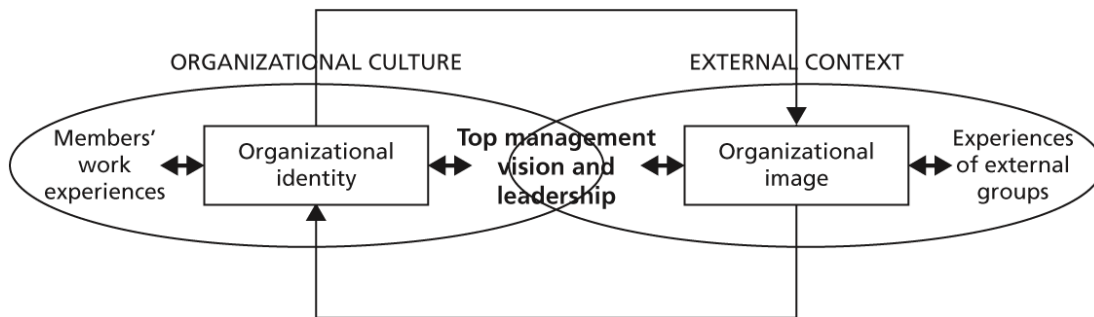 ORGANIZATIONAL CULTURE
EXTERNAL CONTEXT
Members'
work
experiences
Organizational
identity
Top management
vision and
leadership
Organizational
image
Experiences
of external
groups